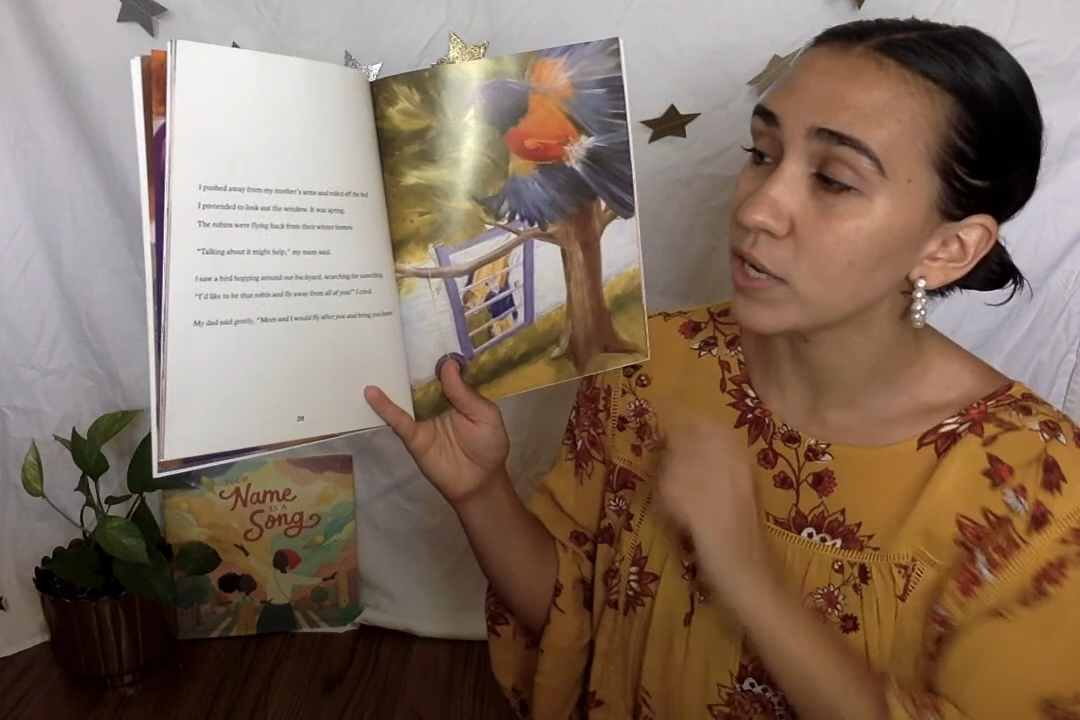 I pushed away from my mother's arms and rolled off the bed.
I pretended to look out the window. It was spring.
The robins were flying back from their winter homes.
"Talking about it might help," my mom said.
I saw a bird hopping around our backyard, searching for something.
"I'd like to be that robin and fly away from all of you!" I cried.
My dad said gently, "Mom and I would fly after you and bring you home
20
YOUR
Name
IS A
Song